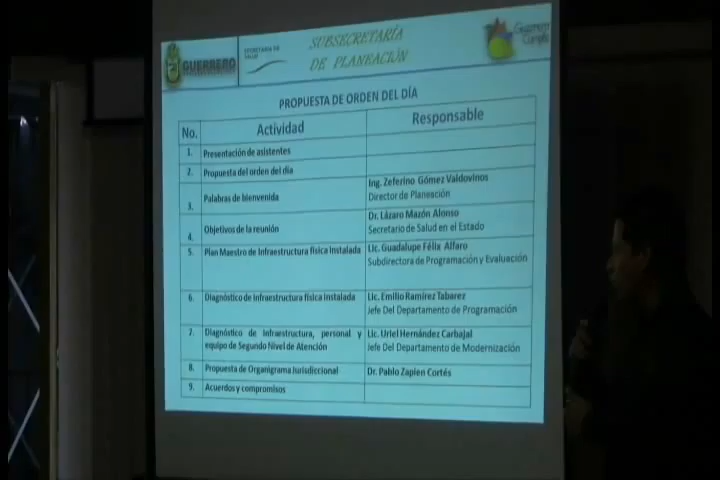 GUERRERO
SECRETARÍA DE
SALUD
SUBSECRETARÍA
DE PLANEACIÓN
Guerrero
Cumple
PROPUESTA DE ORDEN DEL DÍA
No. Actividad Responsable
1. Presentación de asistentes
2. Propuesta del orden del día
3. Palabras de bienvenida Ing. Zeferino Gómez Valdovinos
Director de Planeación
4. Objetivos de la reunión Dr. Lázaro Mazón Alonso
Secretario de Salud en el Estado
5. Plan Maestro de Infraestructura física instalada Lic. Guadalupe Félix Alfaro
Subdirectora de Programación y Evaluación
6. Diagnóstico de infraestructura física instalada Lic. Emilio Ramírez Tabarez
Jefe Del Departamento de Programación
7. Diagnóstico de infraestructura, personal y Lic. Uriel Hernández Carbajal
equipo de Segundo Nivel de Atención Jefe Del Departamento de Modernización
8. Propuesta de Organigrama Jurisdiccional Dr. Pablo Zapien Cortés
9. Acuerdos y compromisos